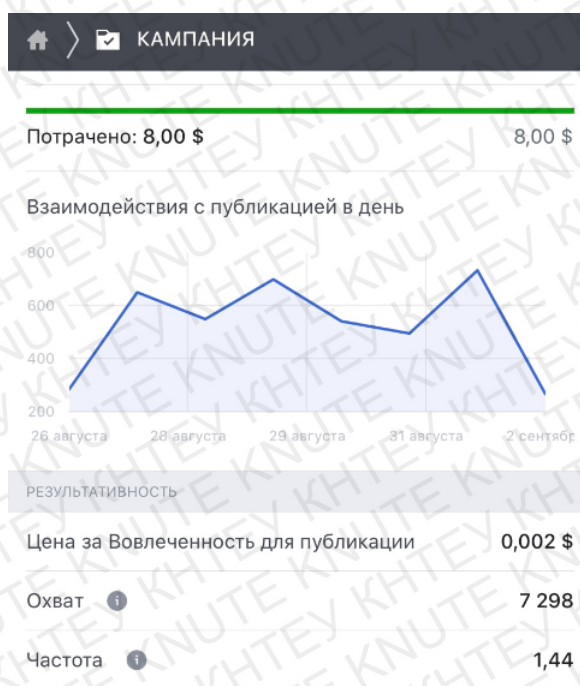 КАМПАНИЯ
Потрачено: 8,00 $ 8,00 $
Взаимодействия с публикацией в день
800
600
400
200
26 августа 28 августа 29 августа 31 августа 2 сентябр
РЕЗУЛЬТАТИВНОСТЬ
Цена за Вовлеченность для публикации 0,002 $
Охват 7 298
Частота 1,44
KNUTE KHTEY